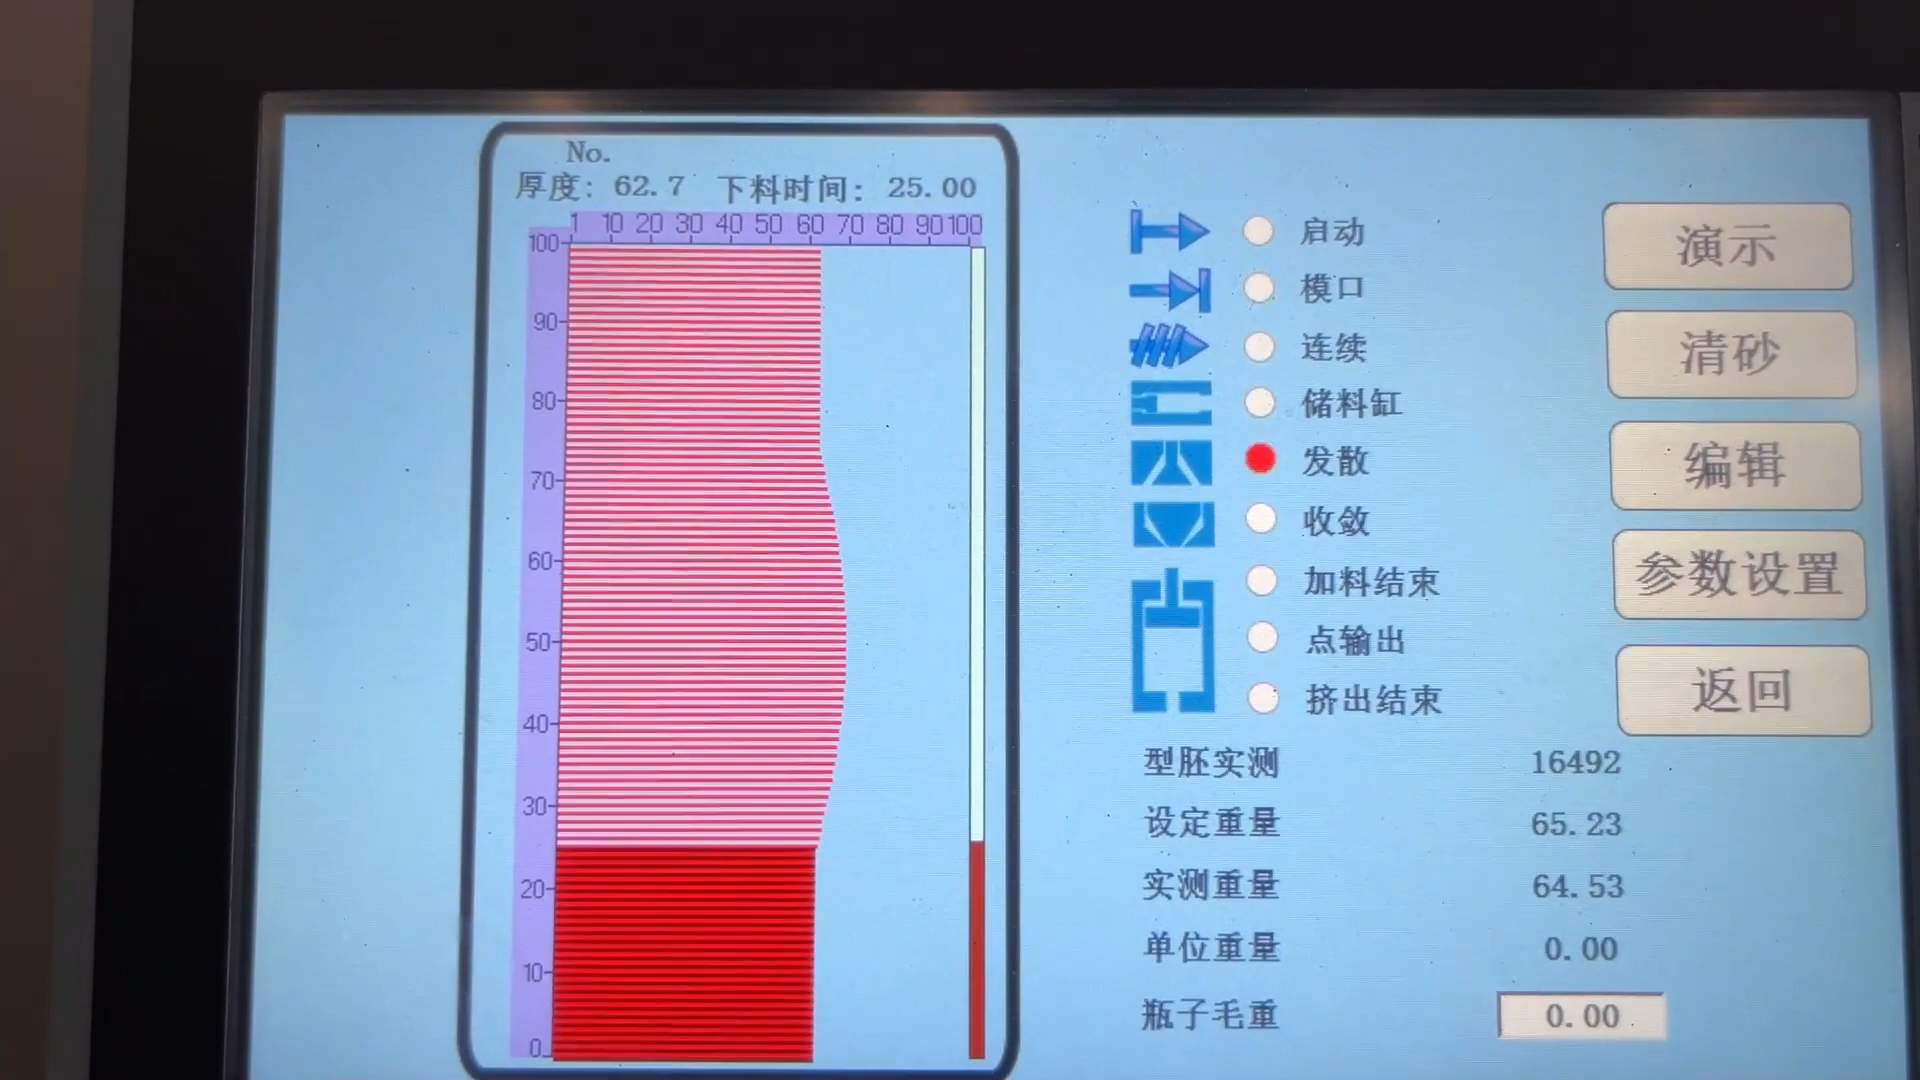 No.
厚度: 62.7 下料时间: 25.00
1 10 20 30 40 50 60 70 80 90 100
100
90
80
70
60
50
40
30
20
10
0
启动
模口
连续
储料缸
发散
收敛
加料结束
点输出
挤出结束
型胚实测 16492
设定重量 65.23
实测重量 64.53
单位重量 0.00
瓶子毛重 0.00
演示
清砂
编辑
参数设置
返回